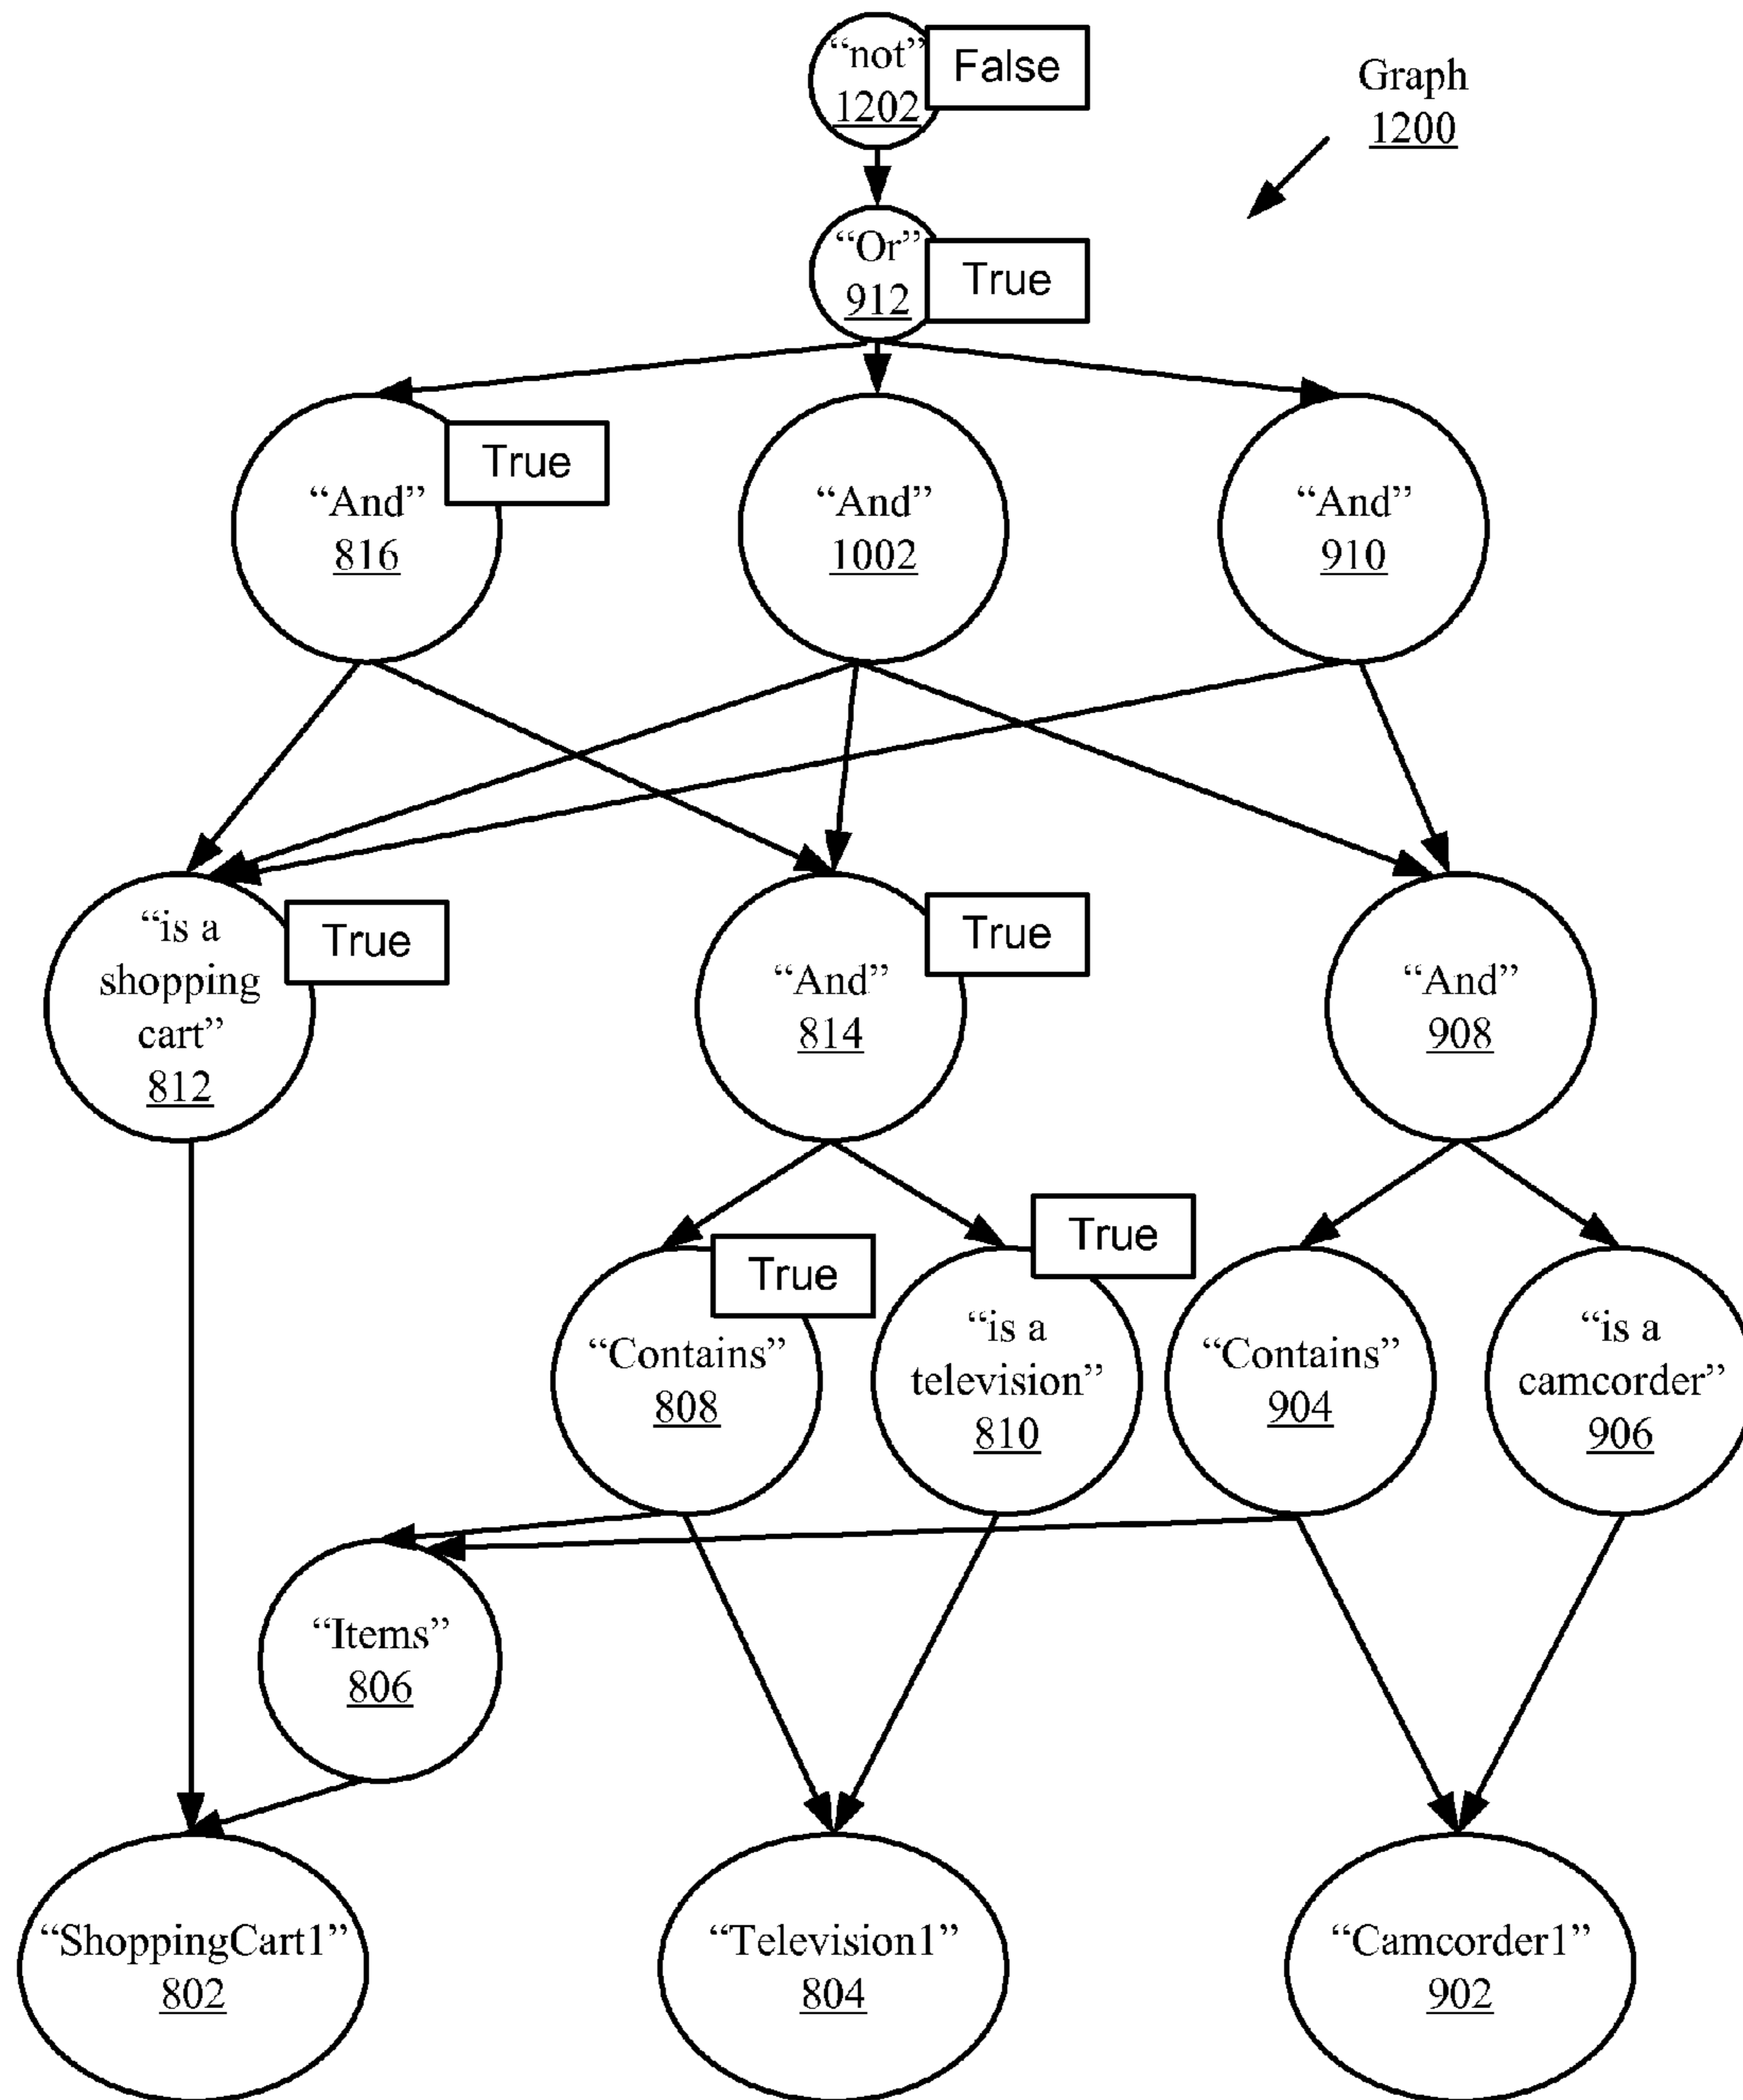 “not”
1202
False
Graph
1200
“Or”
912
True
“And”
816
True
“And”
1002
“And”
910
“is a
shopping
cart”
812
True
“And”
814
True
“And”
908
“Contains”
808
True
“is a
television”
810
True
“Contains”
904
“is a
camcorder”
906
“Items”
806
“ShoppingCart1”
802
“Television1”
804
“Camcorder1”
902